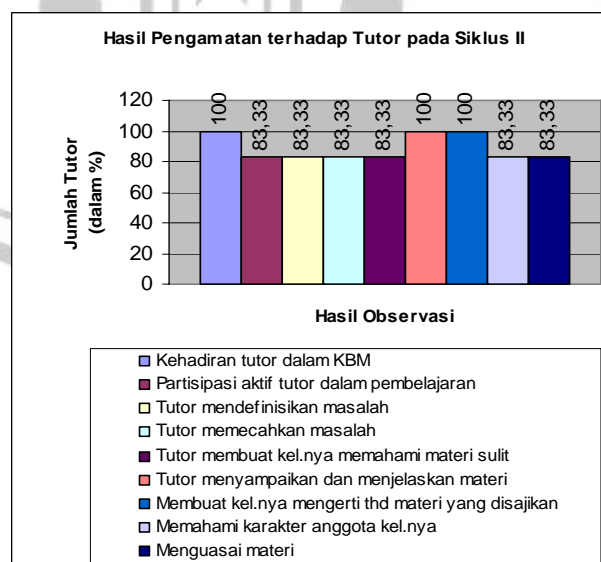 Hasil Pengamatan terhadap Tutor pada Siklus II
100
83,33
83,33
83,33
83,33
100
100
83,33
83,33
120
100
80
60
40
20
0
Jumlah Tutor
(dalam %)
Hasil Observasi
Kehadiran tutor dalam KBM
Partisipasi aktif tutor dalam pembelajaran
Tutor mendefinisikan masalah
Tutor memecahkan masalah
Tutor membuat kel.nya memahami materi sulit
Tutor menyampaikan dan menjelaskan materi
Membuat kel.nya mengerti thd materi yang disajikan
Memahami karakter anggota kel.nya
Menguasai materi